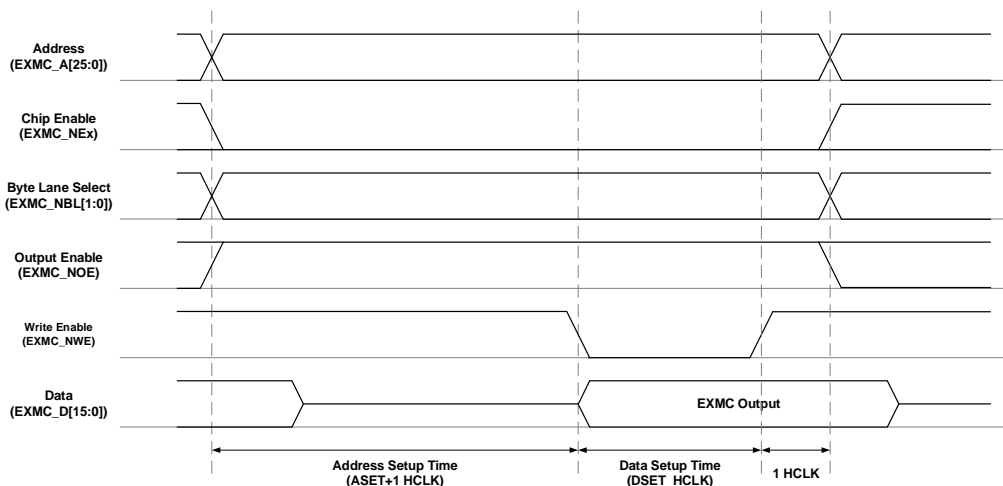 Address
(EXMC_A[25:0])
Chip Enable
(EXMC_NEx)
Byte Lane Select
(EXMC_NBL[1:0])
Output Enable
(EXMC_NOE)
Write Enable
(EXMC_NWE)
Data
(EXMC_D[15:0])
EXMC Output
Address Setup Time
(ASET+1 HCLK)
Data Setup Time
(DSET HCLK)
1 HCLK